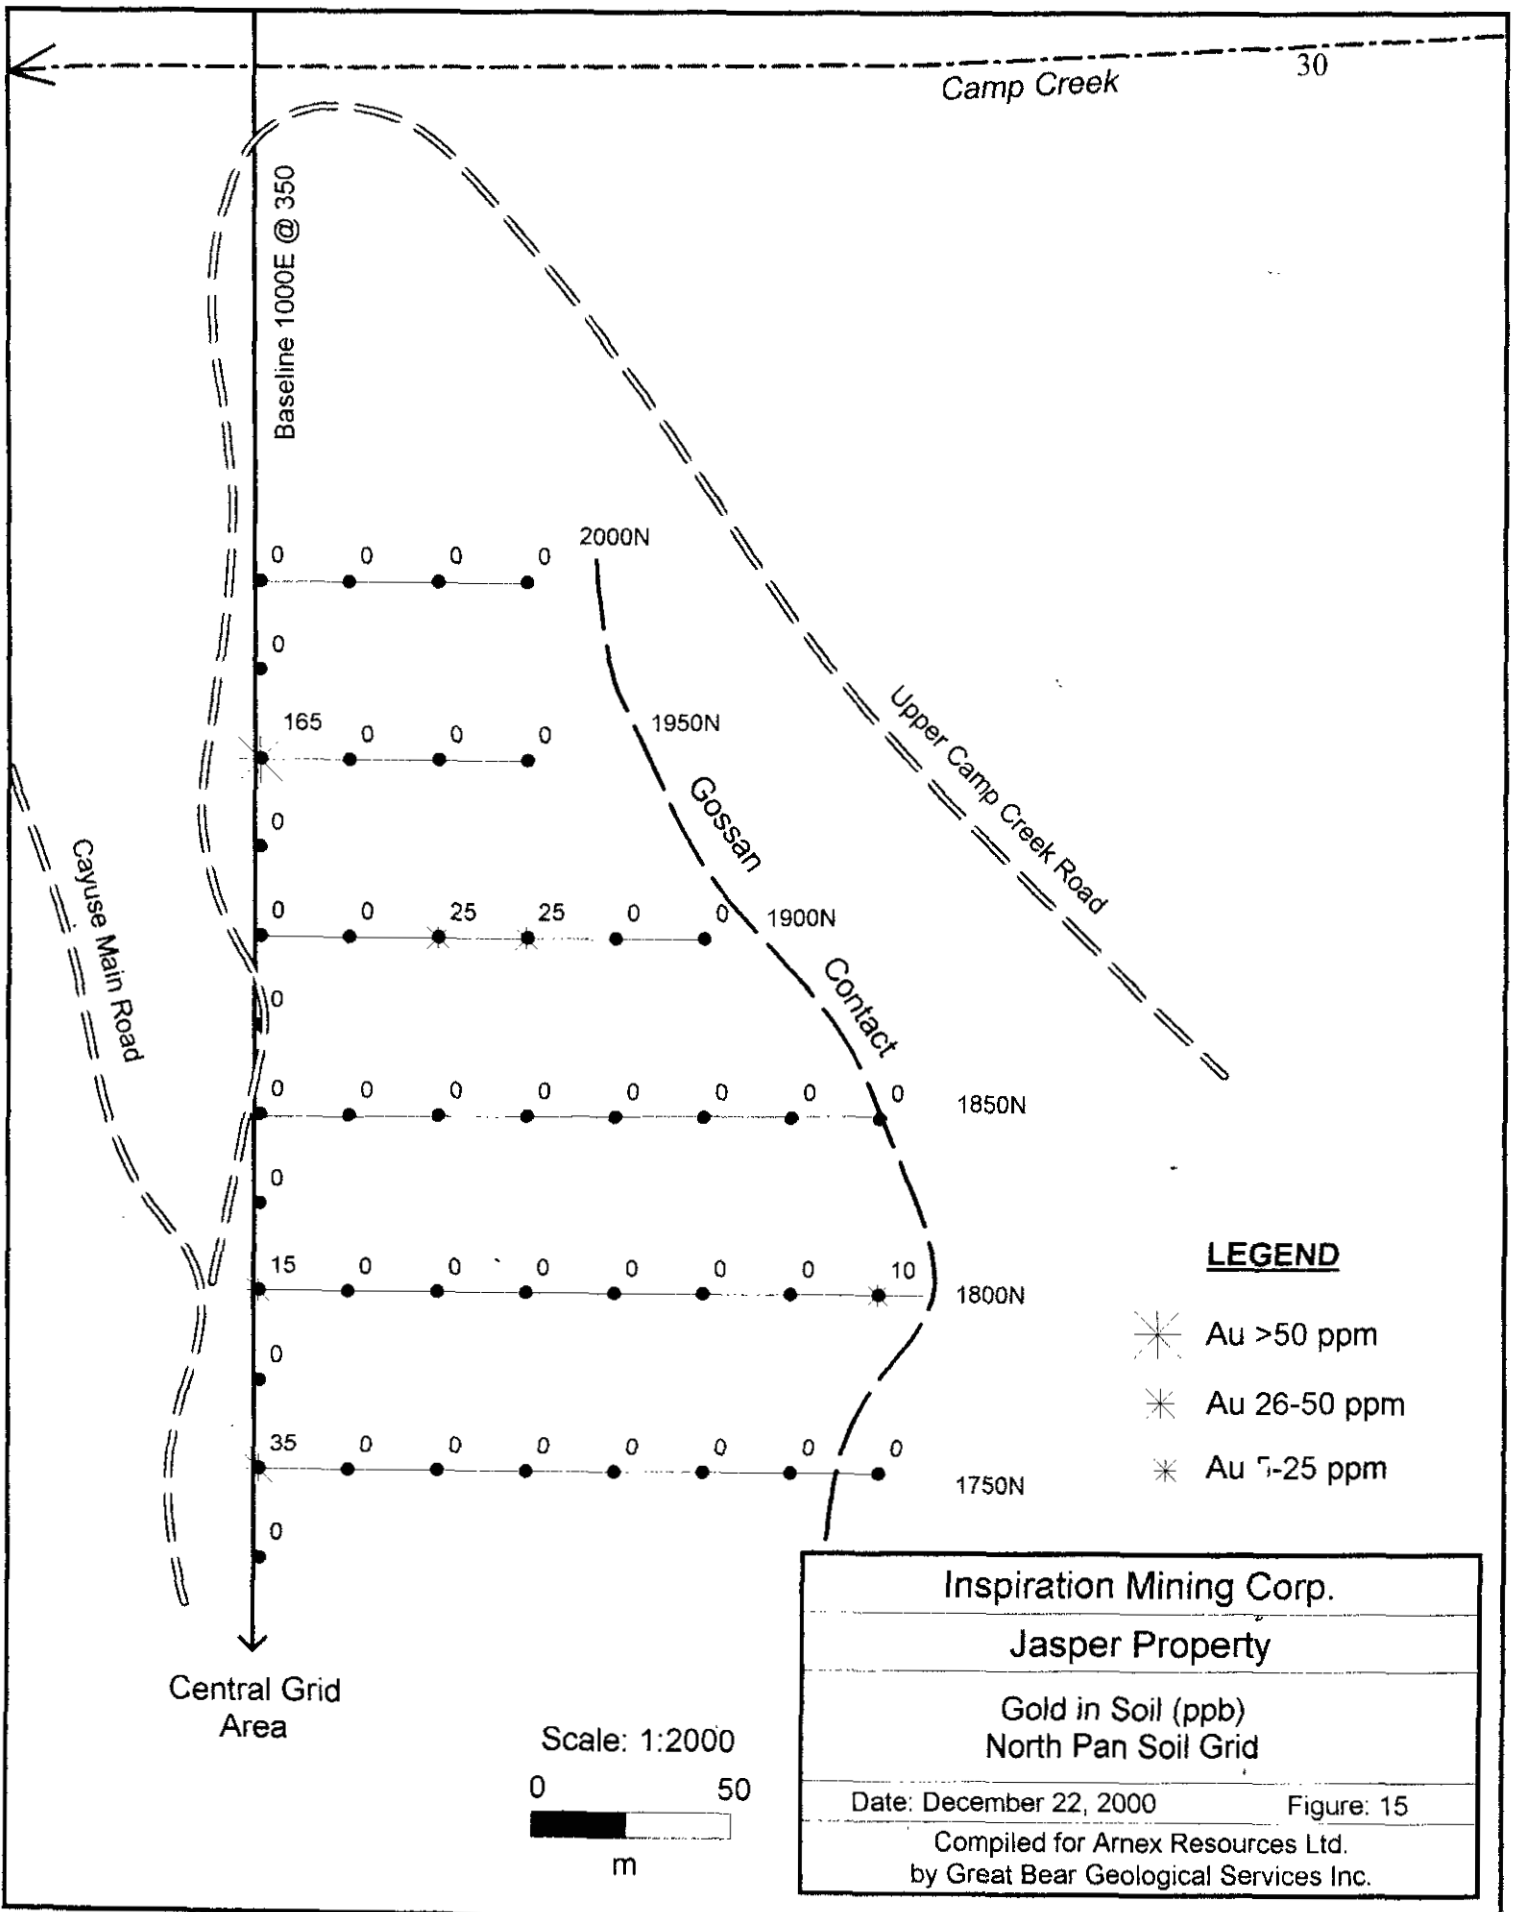 30
Camp Creek
Baseline 1000E @ 350
2000N
0 0 0 0
0
1950N
165 0 0 0
0
Upper Camp Creek Road
Gossan
Contact
Cayuse Main Road
0 0 25 25 0 0 1900N
0
0 0 0 0 0 0 0 0 1850N
0
15 0 0 0 0 0 0 10 1800N
0
35 0 0 0 0 0 0 0 1750N
0
LEGEND
Au >50 ppm
Au 26-50 ppm
Au -25 ppm
Central Grid
Area
Scale: 1:2000
0 50
m
Inspiration Mining Corp.
Jasper Property
Gold in Soil (ppb)
North Pan Soil Grid
Date: December 22, 2000 Figure: 15
Compiled for Arnex Resources Ltd.
by Great Bear Geological Services Inc.